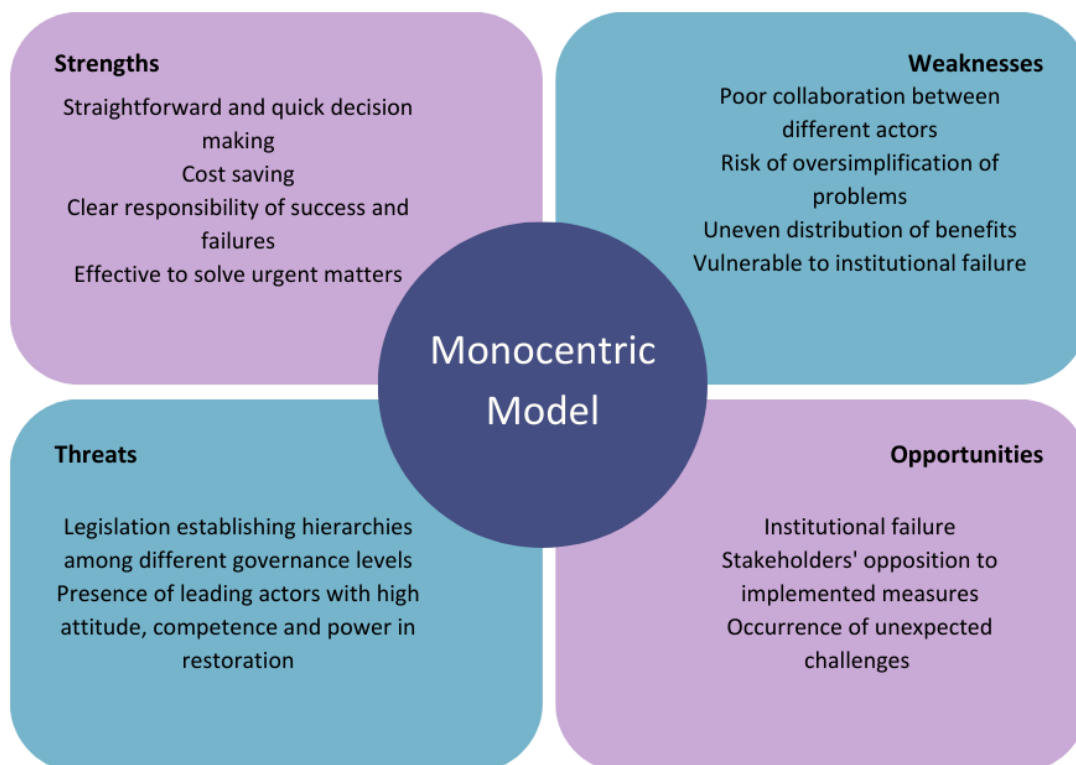 Strengths
Straightforward and quick decision
making
Cost saving
Clear responsibility of success and
failures
Effective to solve urgent matters
Weaknesses
Poor collaboration between
different actors
Risk of oversimplification of
problems
Uneven distribution of benefits
Vulnerable to institutional failure
Monocentric
Model
Threats
Legislation establishing hierarchies
among different governance levels
Presence of leading actors with high
attitude, competence and power in
restoration
Opportunities
Institutional failure
Stakeholders' opposition to
implemented measures
Occurrence of unexpected
challenges